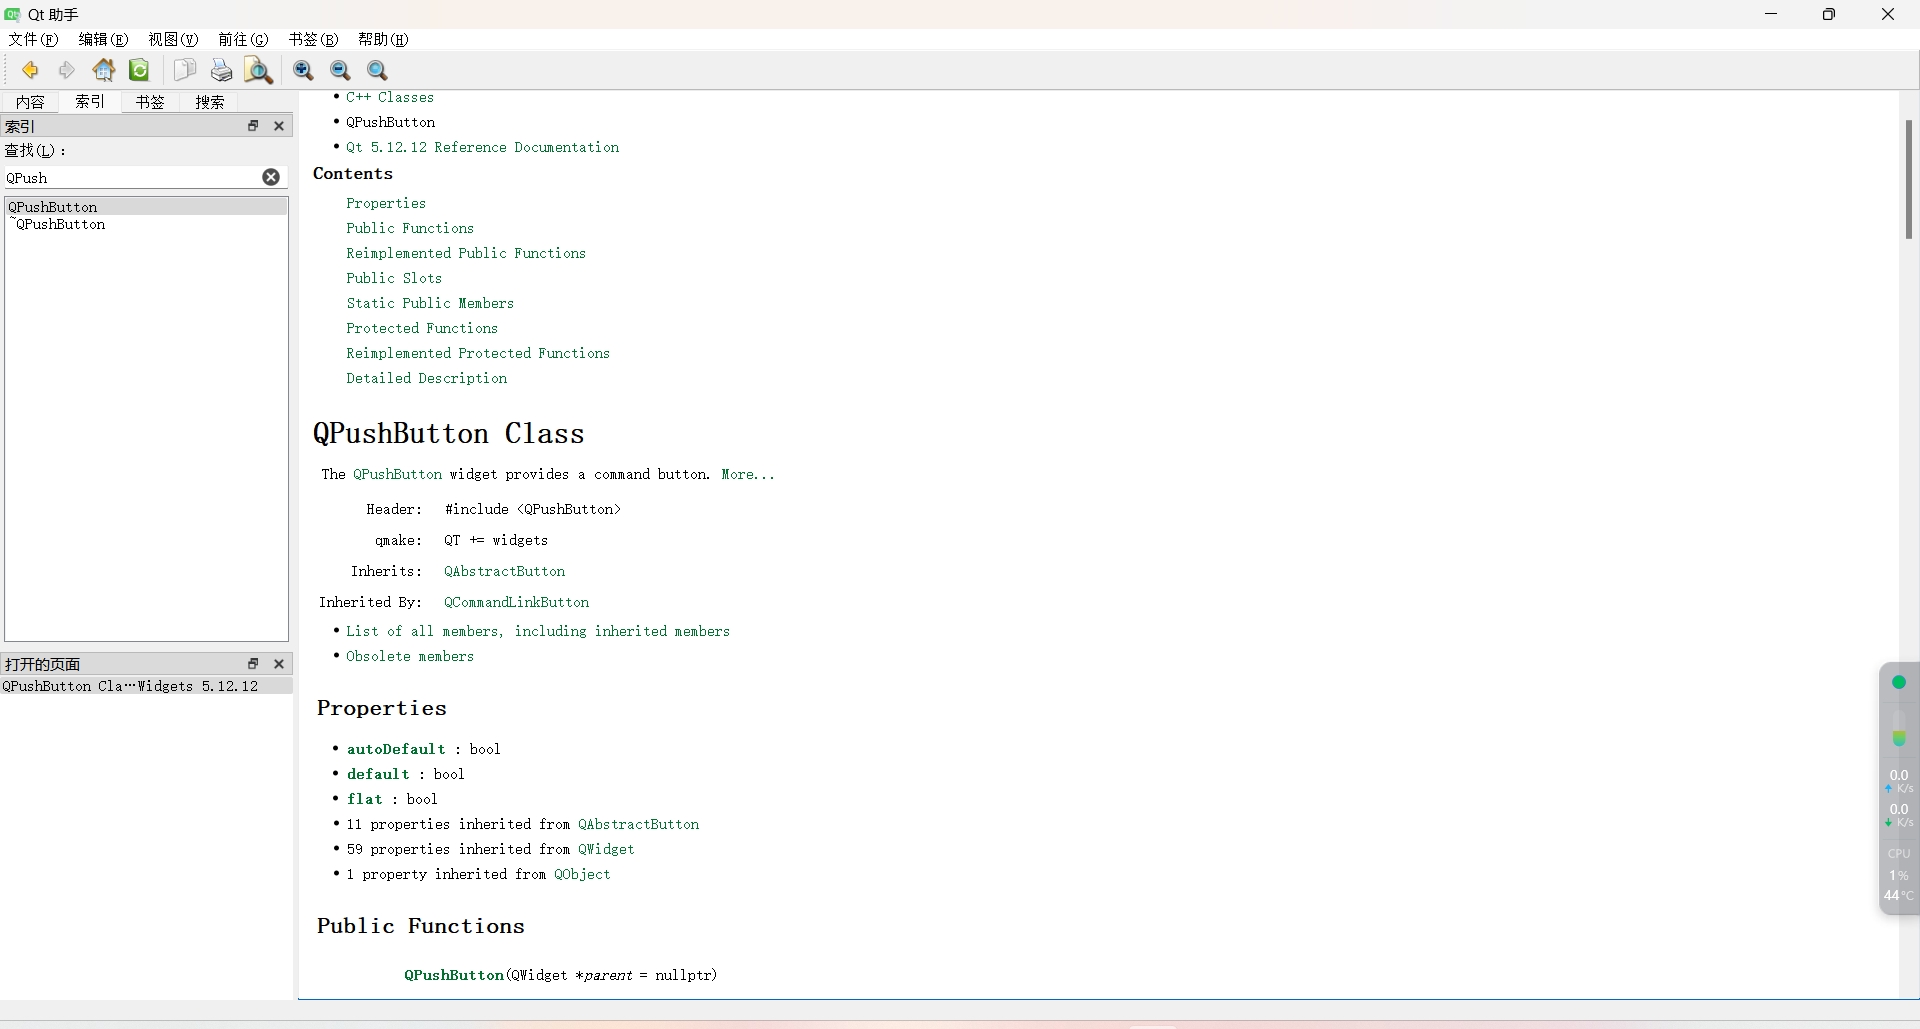 Qt 助手
文件(F) 编辑(E) 视图(V) 前往(G) 书签(B) 帮助(H)
内容 索引 书签 搜索
索引
查找(L)：
QPush
QPushButton
~QPushButton
打开的页面
QPushButton Cla…Widgets 5.12.12
• C++ Classes
• QPushButton
• Qt 5.12.12 Reference Documentation
Contents
Properties
Public Functions
Reimplemented Public Functions
Public Slots
Static Public Members
Protected Functions
Reimplemented Protected Functions
Detailed Description
QPushButton Class
The QPushButton widget provides a command button. More...
Header: #include <QPushButton>
qmake: QT += widgets
Inherits: QAbstractButton
Inherited By: QCommandLinkButton
• List of all members, including inherited members
• Obsolete members
Properties
• autoDefault : bool
• default : bool
• flat : bool
• 11 properties inherited from QAbstractButton
• 59 properties inherited from QWidget
• 1 property inherited from QObject
Public Functions
QPushButton(QWidget *parent = nullptr)
0.0
↑ K/s
0.0
↓ K/s
CPU
1%
44°C